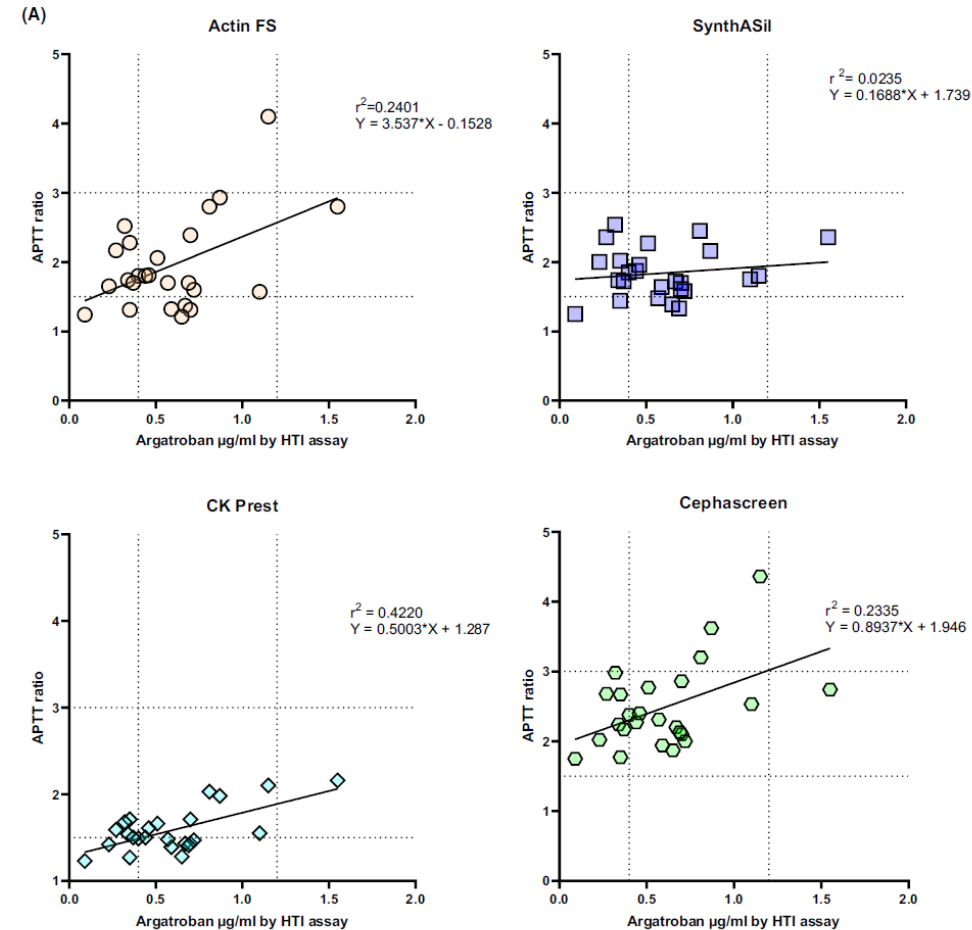 (A)
Actin FS
5
4
3
2
1
0
APTT ratio
r²=0.2401
Y = 3.537*X - 0.1528
0.0 0.5 1.0 1.5 2.0
Argatroban µg/ml by HTI assay
SynthASil
5
4
3
2
1
0
APTT ratio
r ²= 0.0235
Y = 0.1688*X + 1.739
0.0 0.5 1.0 1.5 2.0
Argatroban µg/ml by HTI assay
CK Prest
5
4
3
2
1
APTT ratio
r² = 0.4220
Y = 0.5003*X + 1.287
0.0 0.5 1.0 1.5 2.0
Argatroban µg/ml by HTI assay
Cephascreen
5
4
3
2
1
0
APTT ratio
r² = 0.2335
Y = 0.8937*X + 1.946
0.0 0.5 1.0 1.5 2.0
Argatroban µg/ml by HTI assay